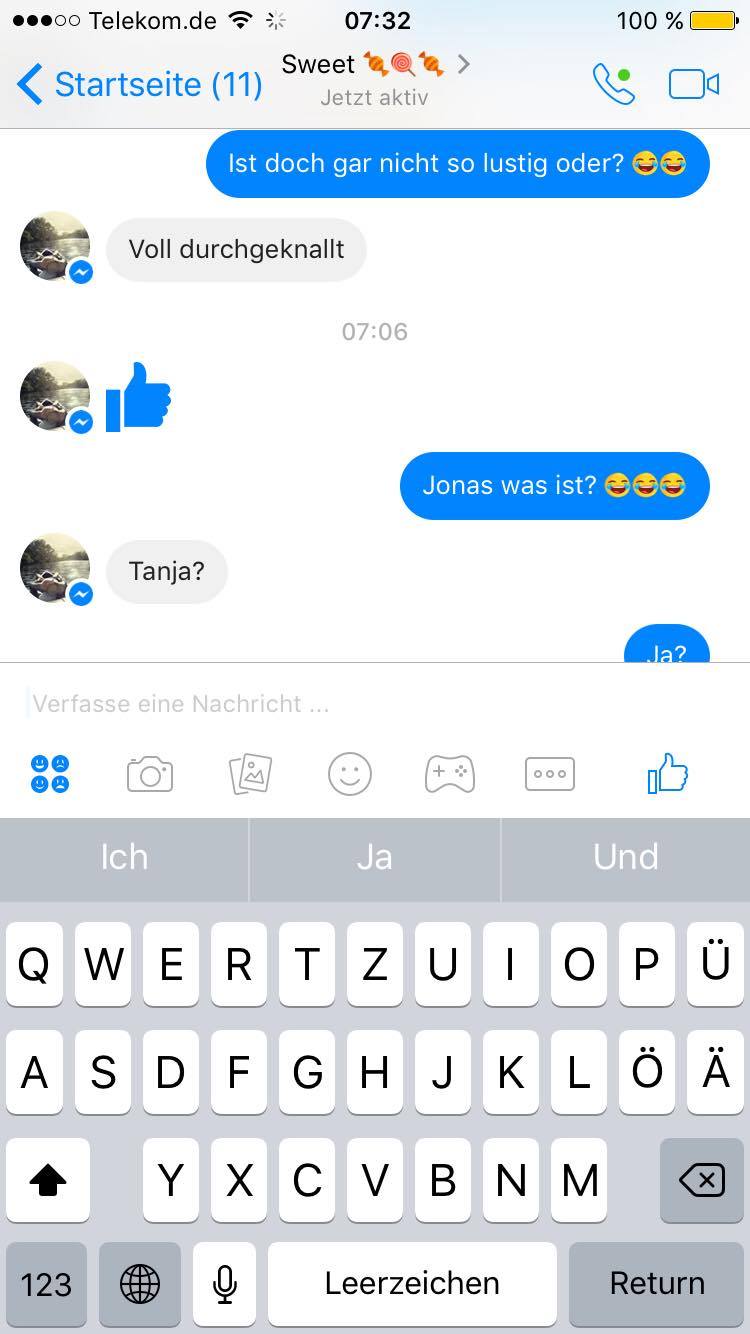 Telekom.de 07:32 100 %
Startseite (11) Sweet 🍬🍭🍬
Jetzt aktiv
Ist doch gar nicht so lustig oder? 😂😂
Voll durchgeknallt
07:06
Jonas was ist? 😂😂😂
Tanja?
Ja?
Verfasse eine Nachricht ...
Ich Ja Und
Q W E R T Z U I O P Ü
A S D F G H J K L Ö Ä
Y X C V B N M
123 Leerzeichen Return